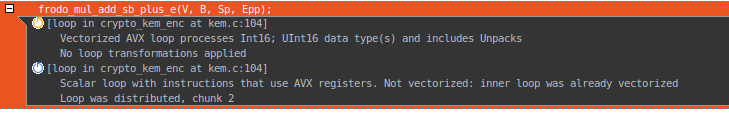 frodo_mul_add_sb_plus_e(V, B, Sp, Epp);
[loop in crypto_kem_enc at kem.c:104]
Vectorized AVX loop processes Int16; UInt16 data type(s) and includes Unpacks
No loop transformations applied
[loop in crypto_kem_enc at kem.c:104]
Scalar loop with instructions that use AVX registers. Not vectorized: inner loop was already vectorized
Loop was distributed, chunk 2